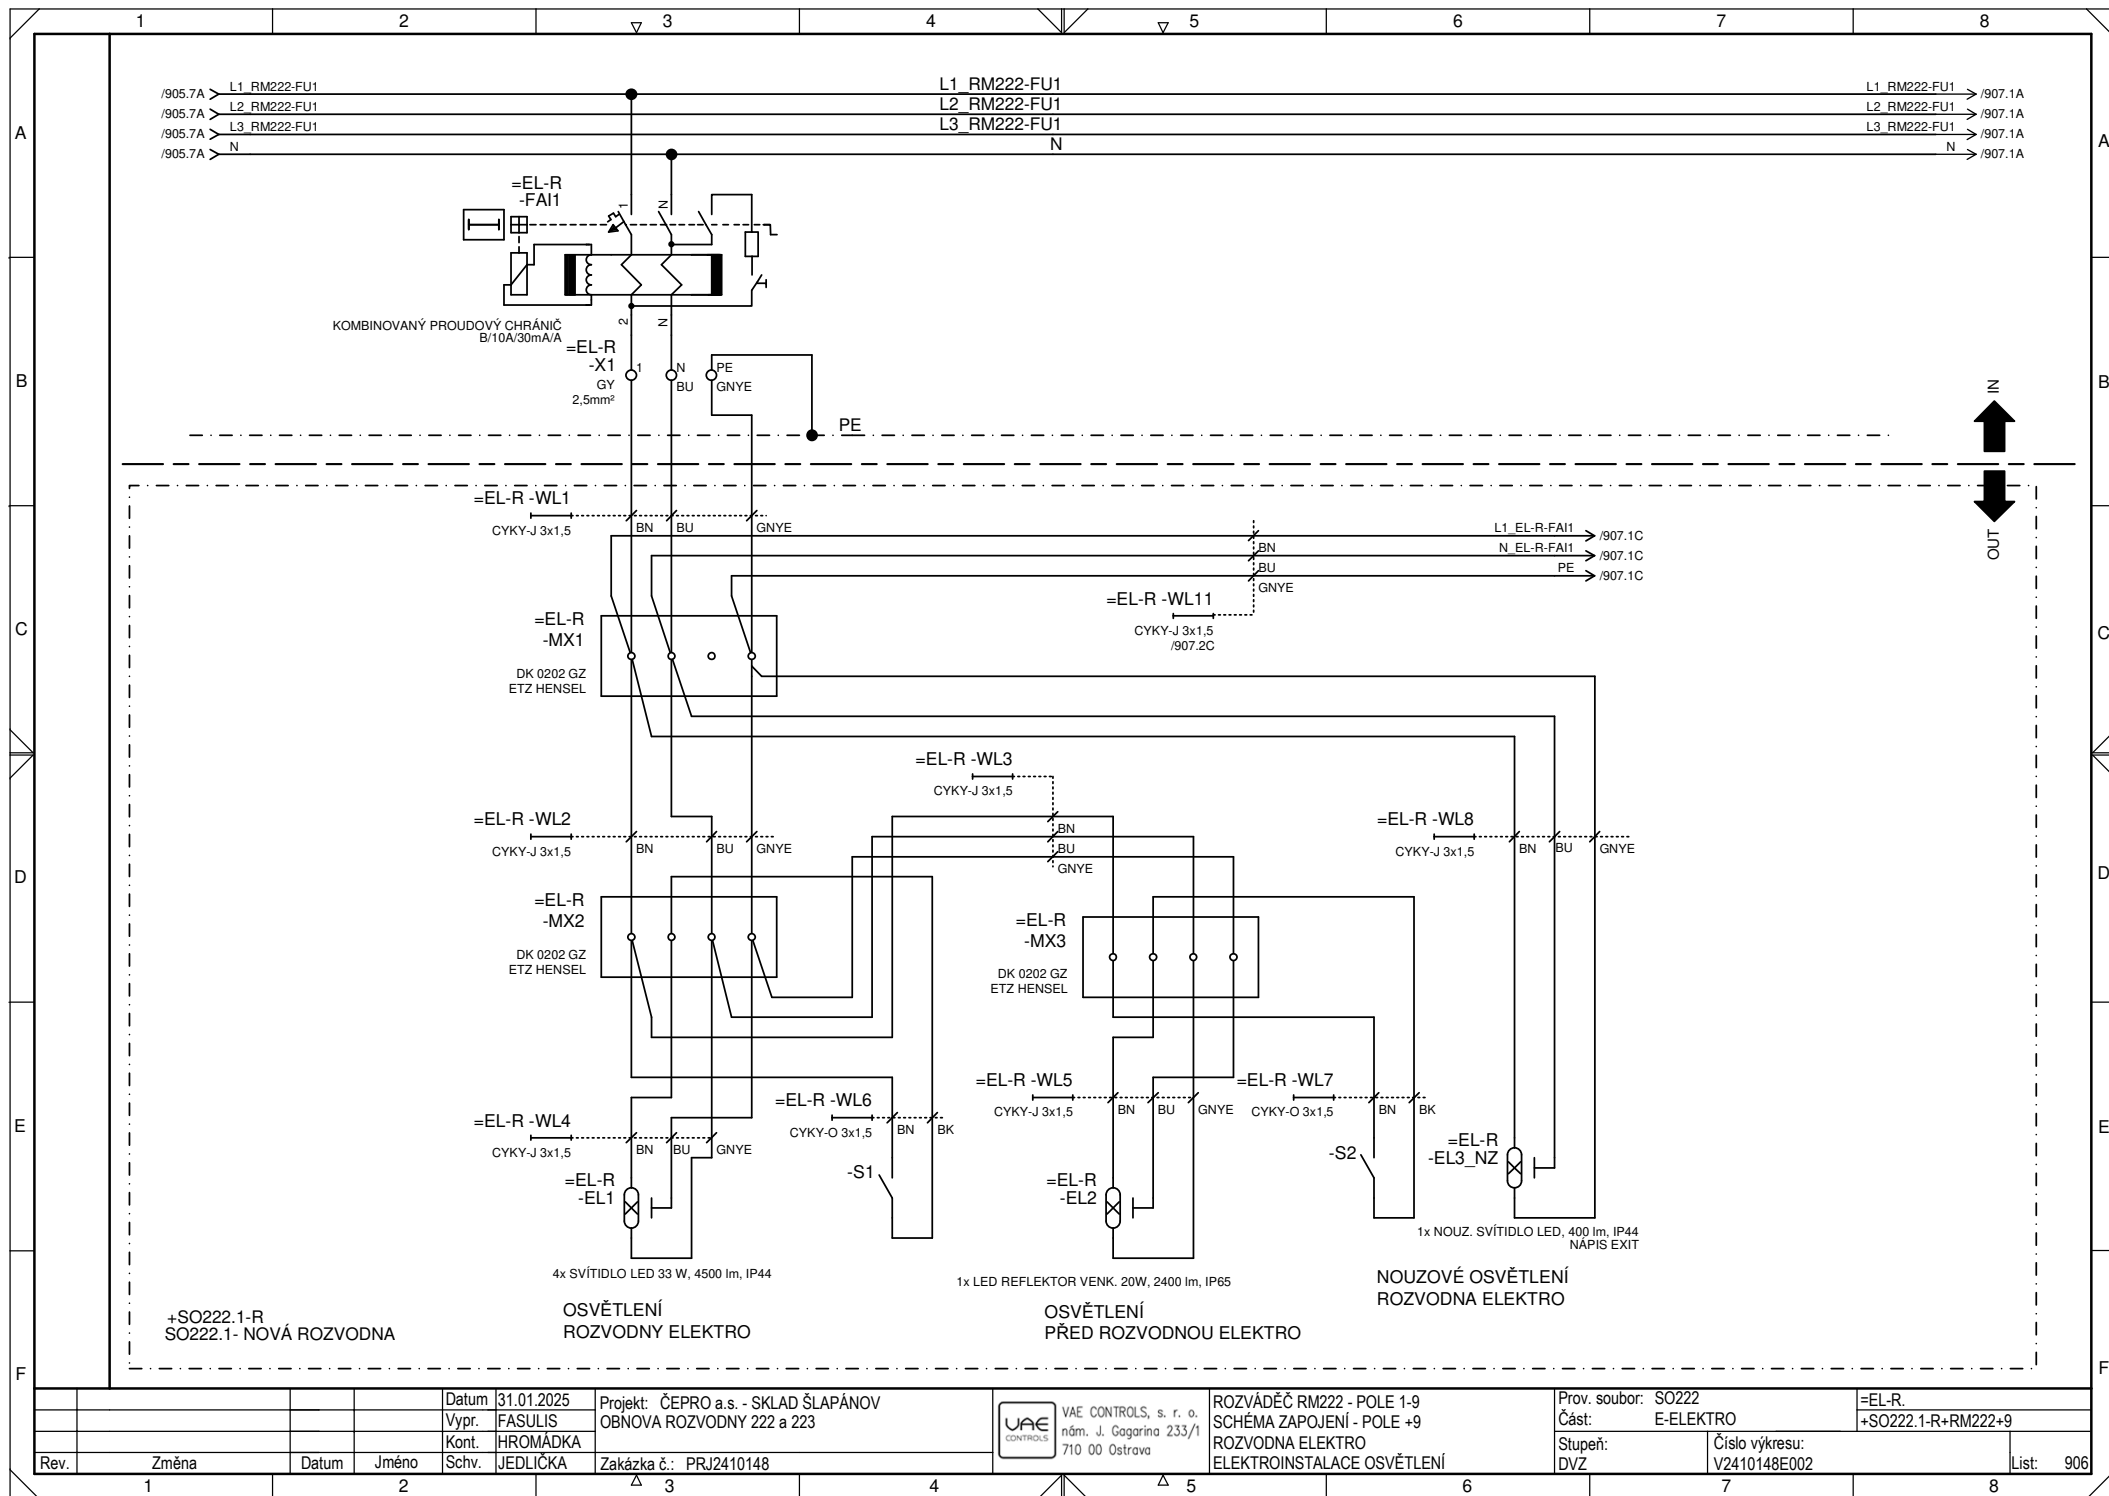 1 2 3 4 5 6 7 8
/905.7A L1_RM222-FU1 L1_RM222-FU1 L1_RM222-FU1 /907.1A
/905.7A L2_RM222-FU1 L2_RM222-FU1 L2_RM222-FU1 /907.1A
/905.7A L3_RM222-FU1 L3_RM222-FU1 L3_RM222-FU1 /907.1A
/905.7A N N N /907.1A
A A
=EL-R
-FAI1
1 N
KOMBINOVANÝ PROUDOVÝ CHRÁNIČ
B/10A/30mA/A
2 N
=EL-R
-X1
GY
2,5mm²
1 N PE
BU GNYE
B B
PE
IN
OUT
=EL-R -WL1
CYKY-J 3x1,5
BN BU GNYE
L1_EL-R-FAI1 /907.1C
N_EL-R-FAI1 /907.1C
PE /907.1C
BN
BU
GNYE
=EL-R -WL11
CYKY-J 3x1,5
/907.2C
C C
=EL-R
-MX1
DK 0202 GZ
ETZ HENSEL
=EL-R -WL3
CYKY-J 3x1,5
BN
BU
GNYE
=EL-R -WL2
CYKY-J 3x1,5
BN BU GNYE
=EL-R -WL8
CYKY-J 3x1,5
BN BU GNYE
D D
=EL-R
-MX2
DK 0202 GZ
ETZ HENSEL
=EL-R
-MX3
DK 0202 GZ
ETZ HENSEL
=EL-R -WL5
CYKY-J 3x1,5
BN BU GNYE
=EL-R -WL7
CYKY-O 3x1,5
BN BK
=EL-R -WL6
CYKY-O 3x1,5
BN BK
=EL-R -WL4
CYKY-J 3x1,5
BN BU GNYE
E E
=EL-R
-EL1
-S1
=EL-R
-EL2
-S2
=EL-R
-EL3_NZ
4x SVÍTIDLO LED 33 W, 4500 lm, IP44
1x LED REFLEKTOR VENK. 20W, 2400 lm, IP65
1x NOUZ. SVÍTIDLO LED, 400 lm, IP44
NÁPIS EXIT
OSVĚTLENÍ
ROZVODNY ELEKTRO
OSVĚTLENÍ
PŘED ROZVODNOU ELEKTRO
NOUZOVÉ OSVĚTLENÍ
ROZVODNA ELEKTRO
+SO222.1-R
SO222.1- NOVÁ ROZVODNA
F F
Rev. Změna Datum Jméno
Datum 31.01.2025
Vypr. FASULIS
Kont. HROMÁDKA
Schv. JEDLIČKA
Projekt: ČEPRO a.s. - SKLAD ŠLAPÁNOV
OBNOVA ROZVODNY 222 a 223
Zakázka č.: PRJ2410148
VAE
CONTROLS
VAE CONTROLS, s. r. o.
nám. J. Gagarina 233/1
710 00 Ostrava
ROZVÁDĚČ RM222 - POLE 1-9
SCHÉMA ZAPOJENÍ - POLE +9
ROZVODNA ELEKTRO
ELEKTROINSTALACE OSVĚTLENÍ
Prov. soubor: SO222
Část: E-ELEKTRO
Stupeň:
DVZ
Číslo výkresu:
V2410148E002
=EL-R.
+SO222.1-R+RM222+9
List: 906
1 2 3 4 5 6 7 8